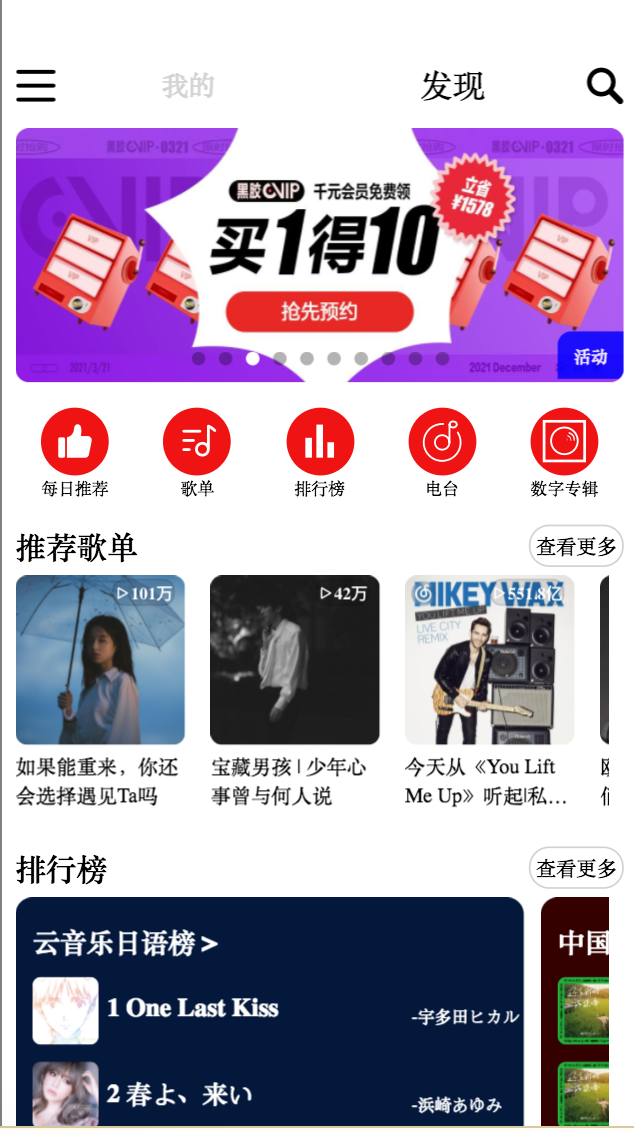 我的
发现
黑胶VIP·0321
黑胶VIP·0321
黑胶VIP 千元会员免费领
立省
¥1578
买1得10
VIP
VIP
抢先预约
2021/3/21
2021 December
活动
每日推荐
歌单
排行榜
电台
数字专辑
推荐歌单
查看更多
101万
42万
551.8亿
MIKEY WAX
YOU LIFT ME UP
LIVE CITY
REMIX
如果能重来，你还
会选择遇见Ta吗
宝藏男孩 | 少年心
事曾与何人说
今天从《You Lift
Me Up》听起|私…
排行榜
查看更多
云音乐日语榜 >
中国
1 One Last Kiss
-宇多田ヒカル
2 春よ、来い
-浜崎あゆみ